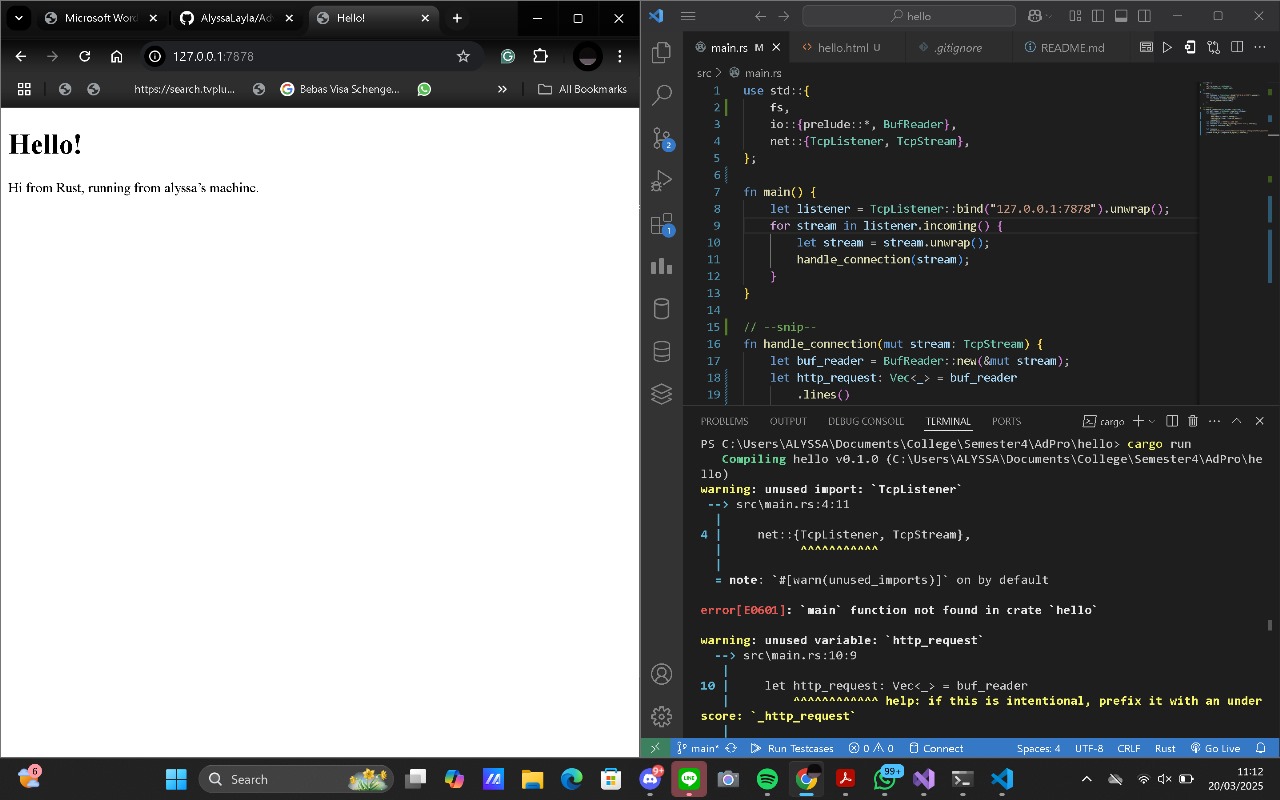 Microsoft Word
AlyssaLayla/Ad
Hello!
127.0.0.1:7878
https://search.tvplu...
Bebas Visa Schenge...
All Bookmarks
Hello!
Hi from Rust, running from alyssa's machine.
hello
main.rs M
hello.html U
.gitignore
README.md
src > main.rs
1 use std::{
2 fs,
3 io::{prelude::*, BufReader},
4 net::{TcpListener, TcpStream},
5 };
6
7 fn main() {
8 let listener = TcpListener::bind("127.0.0.1:7878").unwrap();
9 for stream in listener.incoming() {
10 let stream = stream.unwrap();
11 handle_connection(stream);
12 }
13 }
14
15 // --snip--
16 fn handle_connection(mut stream: TcpStream) {
17 let buf_reader = BufReader::new(&mut stream);
18 let http_request: Vec<_> = buf_reader
19 .lines()
2
1
PROBLEMS OUTPUT DEBUG CONSOLE TERMINAL PORTS
cargo
PS C:\Users\ALYSSA\Documents\College\Semester4\AdPro\hello> cargo run
Compiling hello v0.1.0 (C:\Users\ALYSSA\Documents\College\Semester4\AdPro\he
llo)
warning: unused import: `TcpListener`
--> src\main.rs:4:11
|
4 | net::{TcpListener, TcpStream},
| ^^^^^^^^^^^
|
= note: `#[warn(unused_imports)]` on by default
error[E0601]: `main` function not found in crate `hello`
warning: unused variable: `http_request`
--> src\main.rs:10:9
|
10 | let http_request: Vec<_> = buf_reader
| ^^^^^^^^^^^^ help: if this is intentional, prefix it with an under
score: `_http_request`
|
main* Run Testcases 0 0 Connect Spaces: 4 UTF-8 CRLF Rust Go Live
6
Search
9+
LINE
99+
11:12
20/03/2025